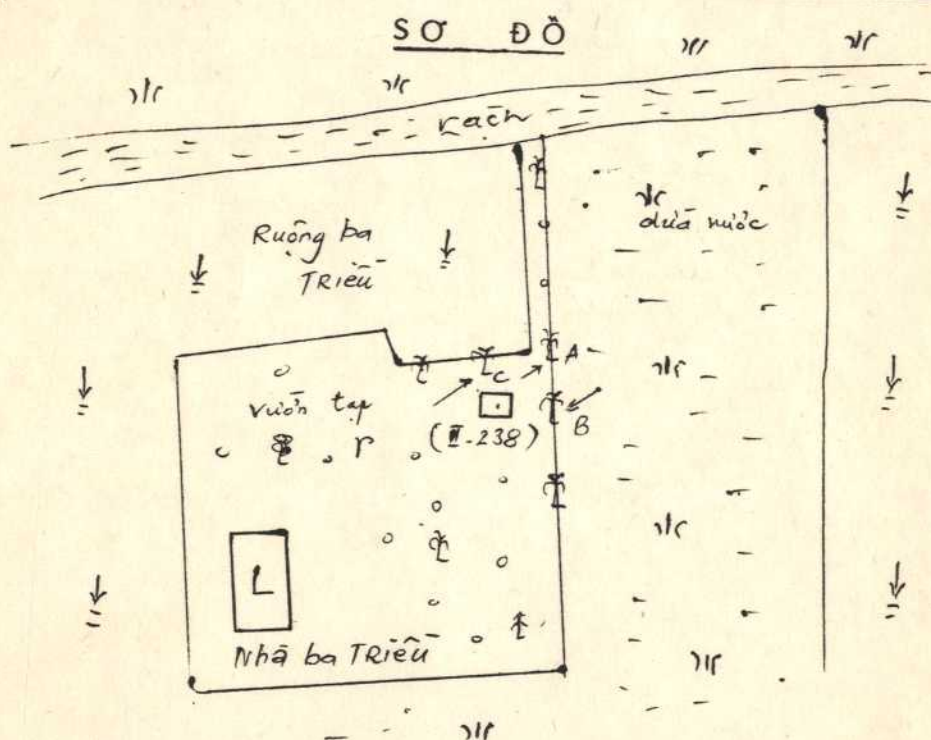 SƠ ĐỒ
rạch
Ruộng ba
TRIỀU
dừa nước
A
C
vườn tạp
(II-238)
B
Nhà ba TRIỀU